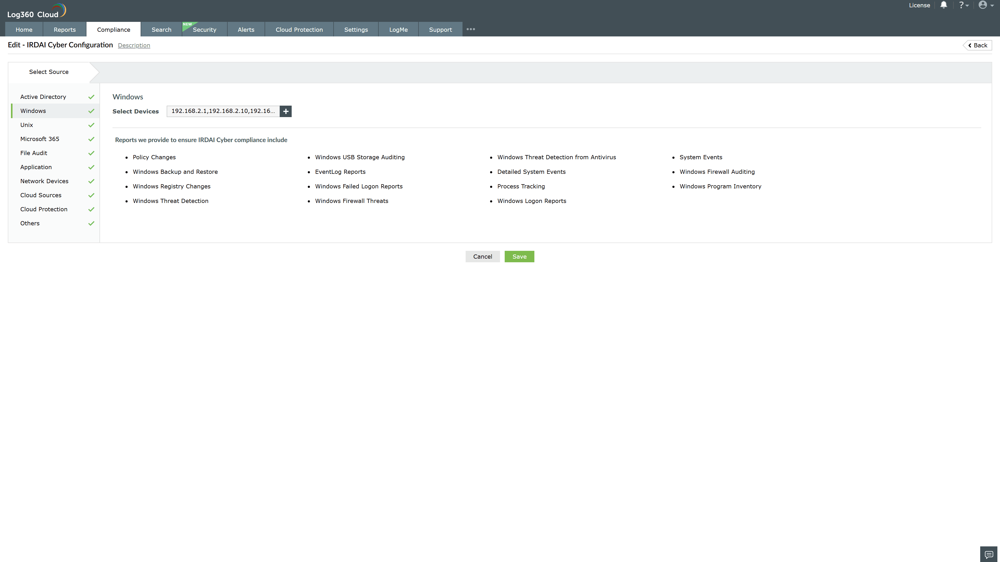 Log360 Cloud
License
?
Home
Reports
Compliance
Search
NEW
Security
Alerts
Cloud Protection
Settings
LogMe
Support
Edit - IRDAI Cyber Configuration
Description
Back
Select Source
Active Directory
Windows
Unix
Microsoft 365
File Audit
Application
Network Devices
Cloud Sources
Cloud Protection
Others
Windows
Select Devices
192.168.2.1,192.168.2.10,192.16...
Reports we provide to ensure IRDAI Cyber compliance include
Policy Changes
Windows USB Storage Auditing
Windows Threat Detection from Antivirus
System Events
Windows Backup and Restore
EventLog Reports
Detailed System Events
Windows Firewall Auditing
Windows Registry Changes
Windows Failed Logon Reports
Process Tracking
Windows Program Inventory
Windows Threat Detection
Windows Firewall Threats
Windows Logon Reports
Cancel
Save